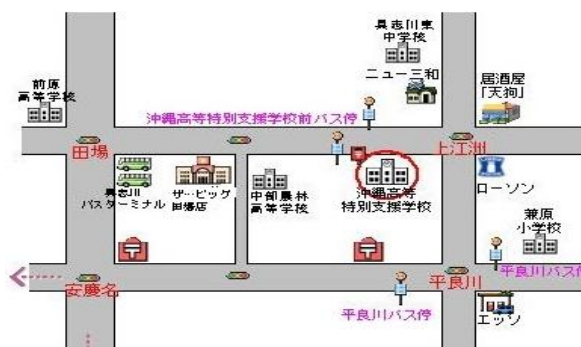 具志川東
中学校
ニュー三和
居酒屋
「天狗」
前原
高等学校
沖縄高等特別支援学校前バス停
田場
上江洲
具志川
バスターミナル
ザ・ビッグ
田場店
中部農林
高等学校
沖縄高等
特別支援学校
ローソン
兼原
小学校
平良川バス停
安慶名
平良川
平良川バス停
エッソ